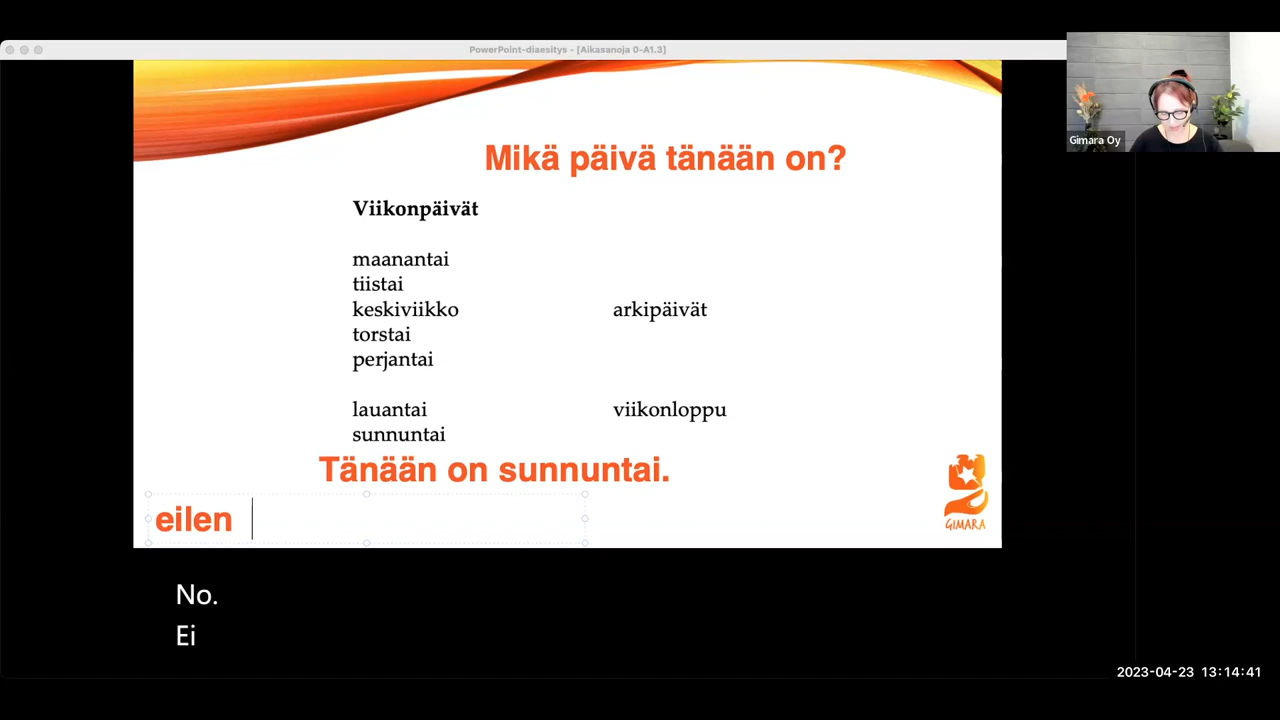 PowerPoint-diaesitys - [Aikasanoja 0-A1.3]
Gimara Oy
Mikä päivä tänään on?
Viikonpäivät
maanantai
tiistai
keskiviikko arkipäivät
torstai
perjantai
lauantai viikonloppu
sunnuntai
Tänään on sunnuntai.
eilen
GIMARA
No.
Ei
2023-04-23 13:14:41